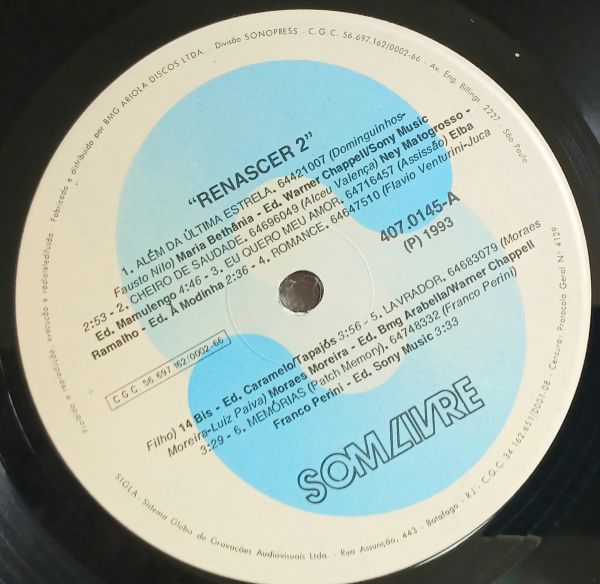 Proibida a reprodução, execução e radioteledifusão · Fabricado e distribuído por BMG ARIOLA DISCOS LTDA. · Divisão SONOPRESS · C.G.C. 56.697.162/0002-66 · Av. Eng. Billings, 2227 · São Paulo
"RENASCER 2"
1. ALÉM DA ÚLTIMA ESTRELA. 64421007 (Dominguinhos-
Fausto Nilo) Maria Bethânia - Ed. Warner Chappell/Sony Music
2:53 - 2. CHEIRO DE SAUDADE. 64696049 (Alceu Valença) Ney Matogrosso -
Ed. Mamulengo 4:46 - 3. EU QUERO MEU AMOR. 64716457 (Assissão) Elba
Ramalho - Ed. À Modinha 2:36 - 4. ROMANCE. 64647510 (Flavio Venturini-Juca
407.0145-A
(P) 1993
C.G.C. 56 697 162/0002-66
Filho) 14 Bis - Ed. Caramelo/Tapajós 3:56 - 5. LAVRADOR. 64683079 (Moraes
Moreira-Luiz Paiva) Moraes Moreira - Ed. Bmg Arabella/Warner Chappell
3:29 - 6. MEMÓRIAS (Patch Memory). 64748332 (Franco Perini)
Franco Perini - Ed. Sony Music 3:33
SOM LIVRE
SIGLA · Sistema Globo de Gravações Audiovisuais Ltda. · Rua Assunção, 443 - Botafogo - RJ · C.G.C. 34.162.651/0001-08 · Censura: Protocolo Geral Nº 4129